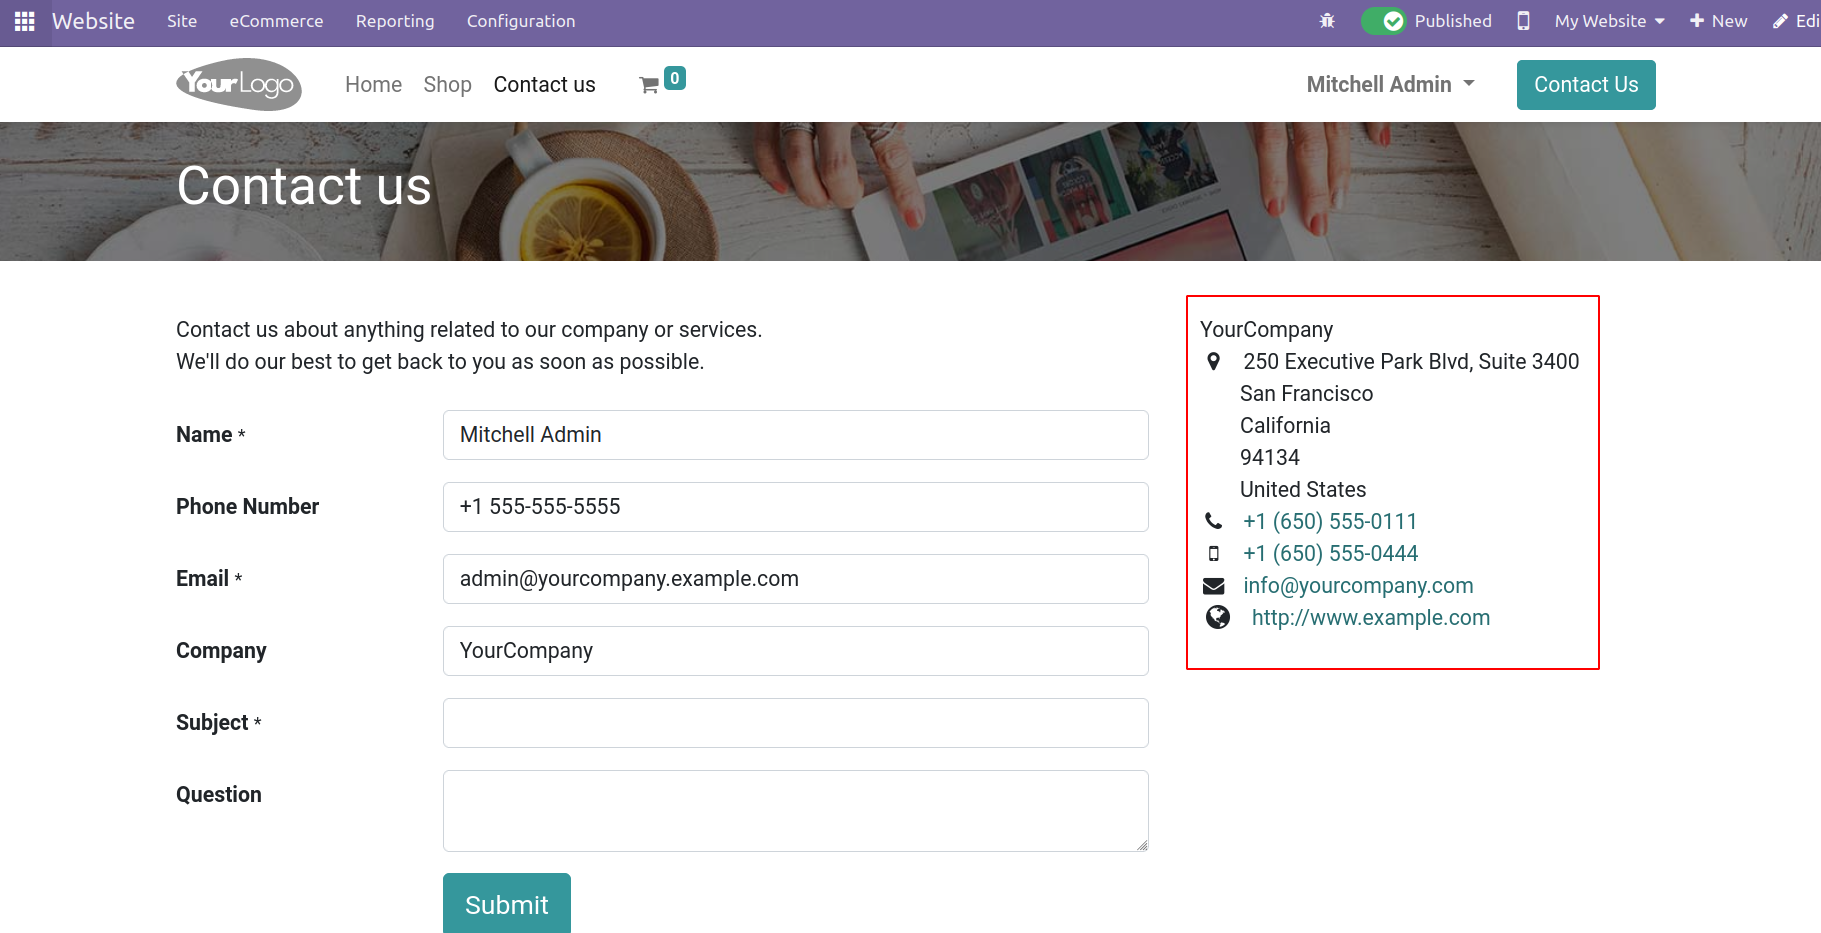 Website Site eCommerce Reporting Configuration Published My Website New Edi
YourLogo Home Shop Contact us 0 Mitchell Admin Contact Us
Contact us
Contact us about anything related to our company or services.
We'll do our best to get back to you as soon as possible.
Name * Mitchell Admin
Phone Number +1 555-555-5555
Email * admin@yourcompany.example.com
Company YourCompany
Subject *
Question
Submit
YourCompany
250 Executive Park Blvd, Suite 3400
San Francisco
California
94134
United States
+1 (650) 555-0111
+1 (650) 555-0444
info@yourcompany.com
http://www.example.com